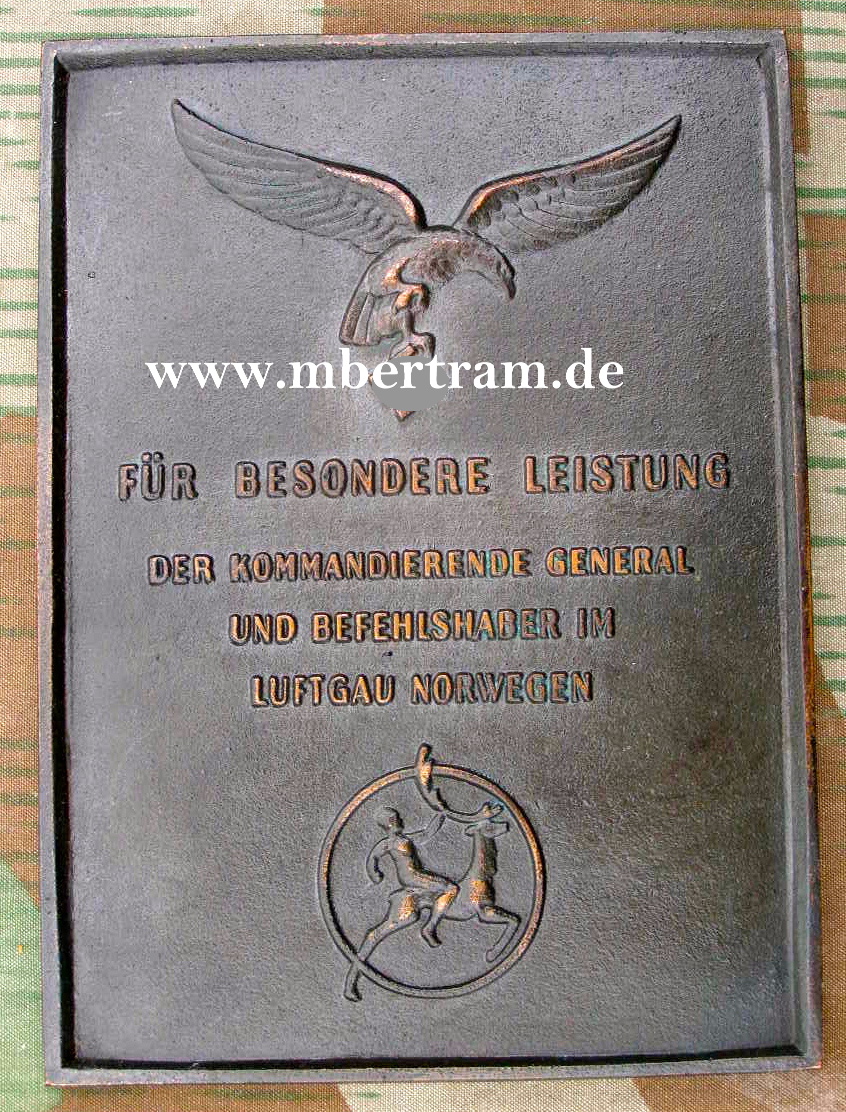 www.mbertram.de
FÜR BESONDERE LEISTUNG
DER KOMMANDIERENDE GENERAL
UND BEFEHLSHABER IM
LUFTGAU NORWEGEN